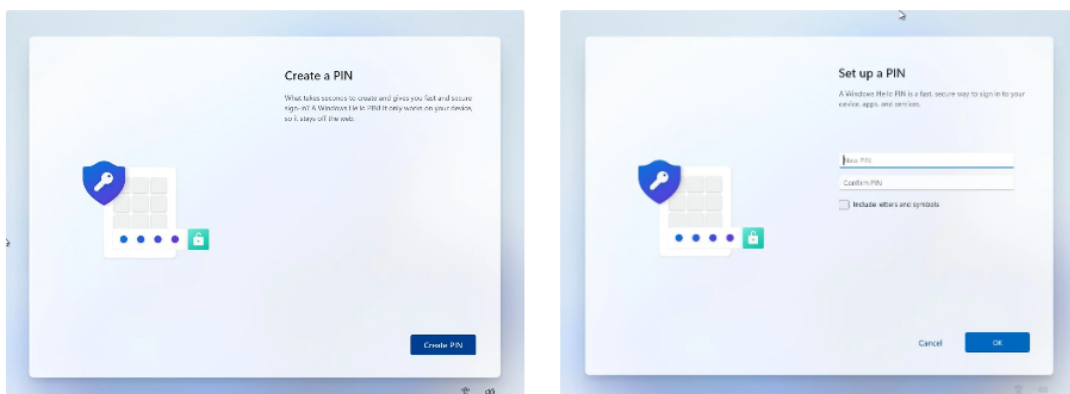 Create a PIN
What takes seconds to create and gives you fast and secure
sign-in? A Windows Hello PIN! It only works on your device,
so it stays off the web.
Create PIN
Set up a PIN
A Windows Hello PIN is a fast, secure way to sign in to your
device, apps, and services.
New PIN
Confirm PIN
Include letters and symbols
Cancel
OK